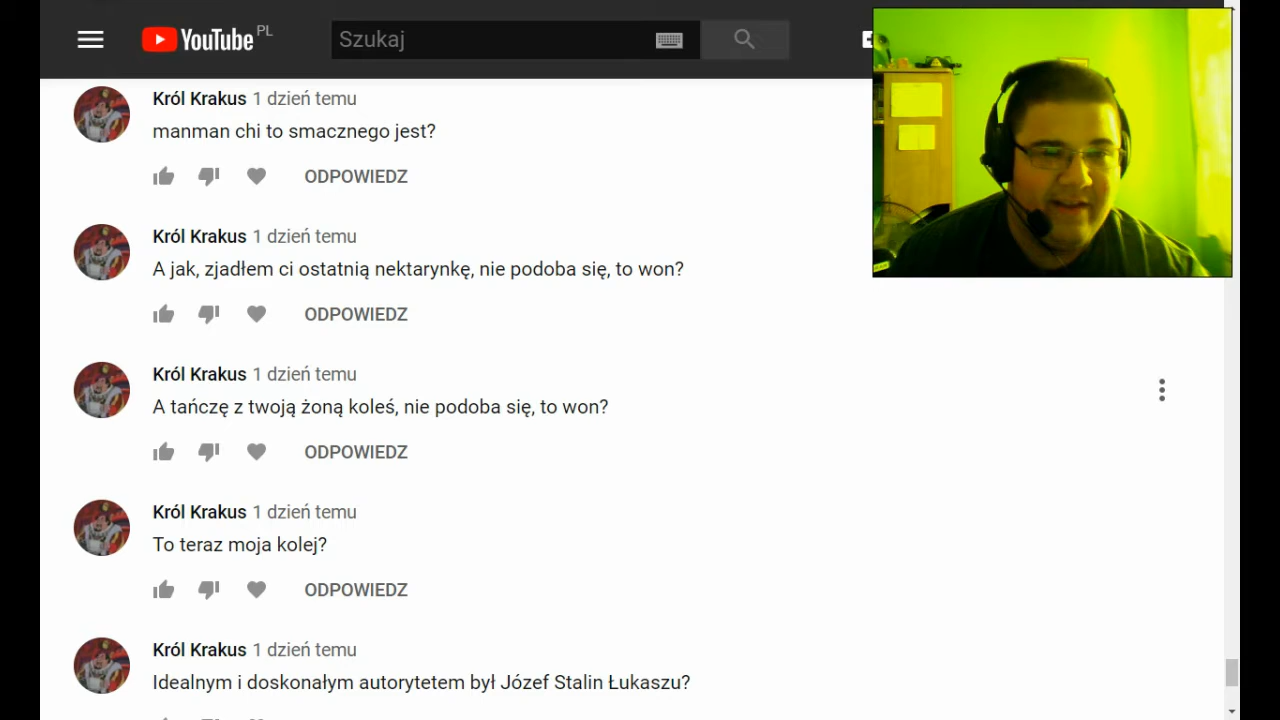 YouTube PL
Szukaj
Król Krakus 1 dzień temu
manman chi to smacznego jest?
ODPOWIEDZ
Król Krakus 1 dzień temu
A jak, zjadłem ci ostatnią nektarynkę, nie podoba się, to won?
ODPOWIEDZ
Król Krakus 1 dzień temu
A tańczę z twoją żoną koleś, nie podoba się, to won?
ODPOWIEDZ
Król Krakus 1 dzień temu
To teraz moja kolej?
ODPOWIEDZ
Król Krakus 1 dzień temu
Idealnym i doskonałym autorytetem był Józef Stalin Łukaszu?